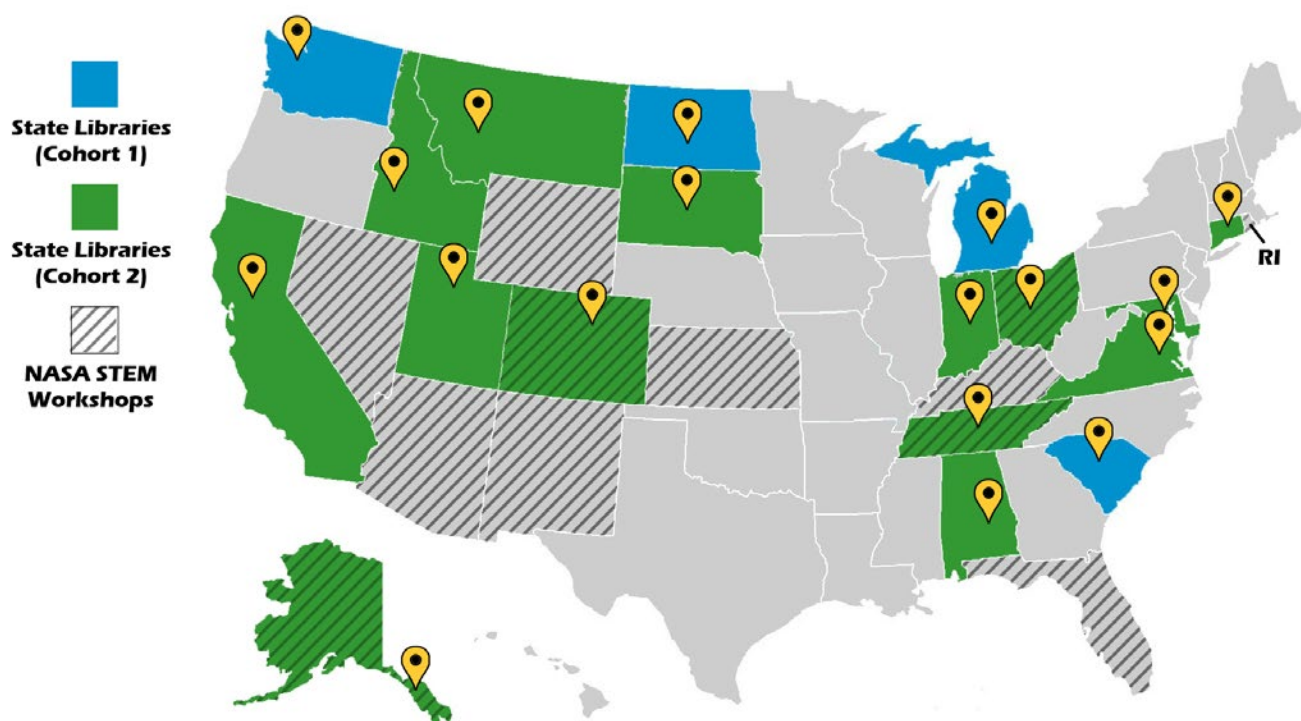 State Libraries
(Cohort 1)
State Libraries
(Cohort 2)
NASA STEM
Workshops
RI